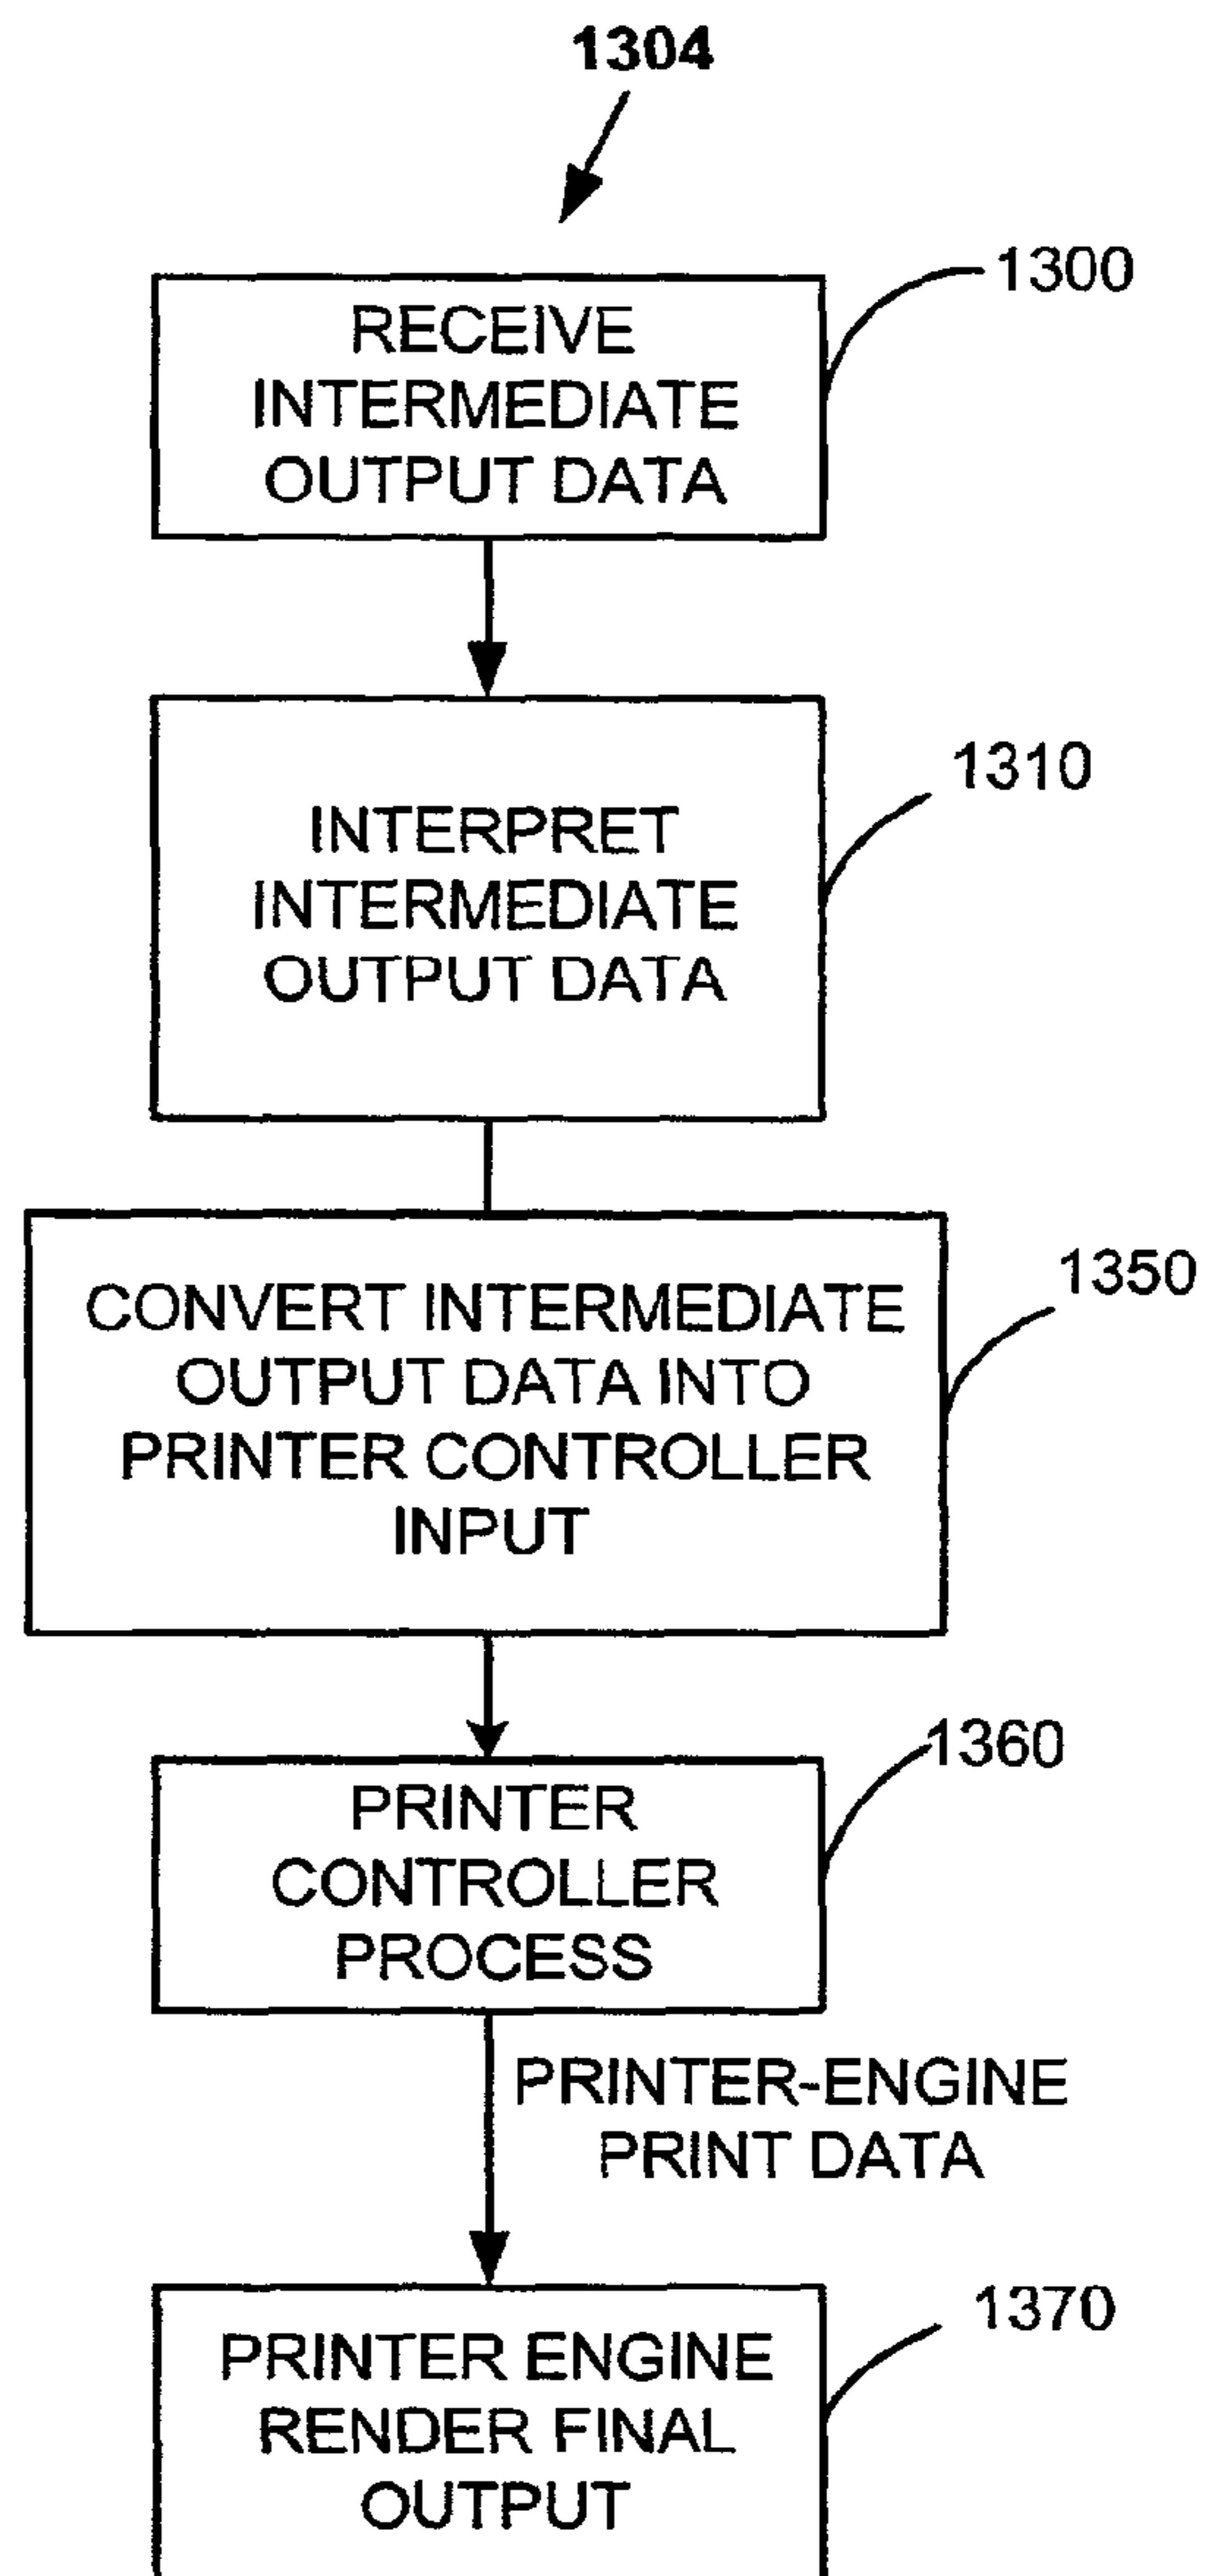 1304
1300
RECEIVE
INTERMEDIATE
OUTPUT DATA
1310
INTERPRET
INTERMEDIATE
OUTPUT DATA
1350
CONVERT INTERMEDIATE
OUTPUT DATA INTO
PRINTER CONTROLLER
INPUT
1360
PRINTER
CONTROLLER
PROCESS
PRINTER-ENGINE
PRINT DATA
1370
PRINTER ENGINE
RENDER FINAL
OUTPUT